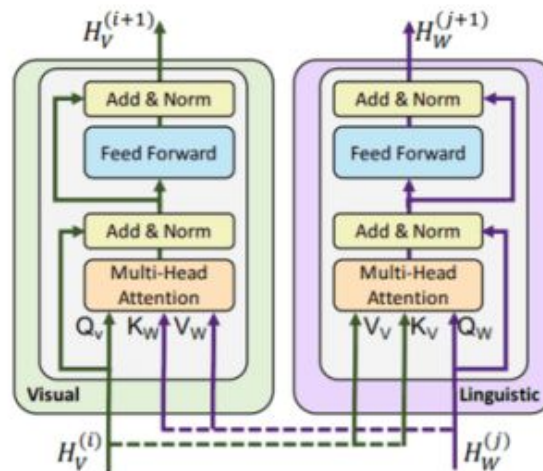 H_V^{(i+1)} H_W^{(j+1)}
Add & Norm Add & Norm
Feed Forward Feed Forward
Add & Norm Add & Norm
Multi-Head Attention Multi-Head Attention
Q_v K_W V_W V_V K_V Q_W
Visual Linguistic
H_V^{(i)} H_W^{(j)}